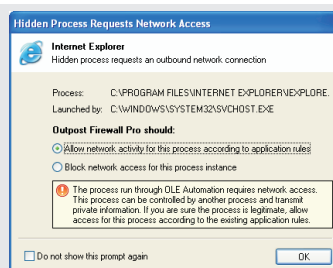 Hidden Process Requests Network Access
Internet Explorer
Hidden process requests an outbound network connection
Process: C:\PROGRAM FILES\INTERNET EXPLORER\IEXPLORE.
Launched by: C:\WINDOWS\SYSTEM32\SVCHOST.EXE
Outpost Firewall Pro should:
Allow network activity for this process according to application rules
Block network access for this process instance
The process run through OLE Automation requires network access.
This process can be controlled by another process and transmit
private information. If you are sure the process is legitimate, allow
access for this process according to the existing application rules.
Do not show this prompt again
OK